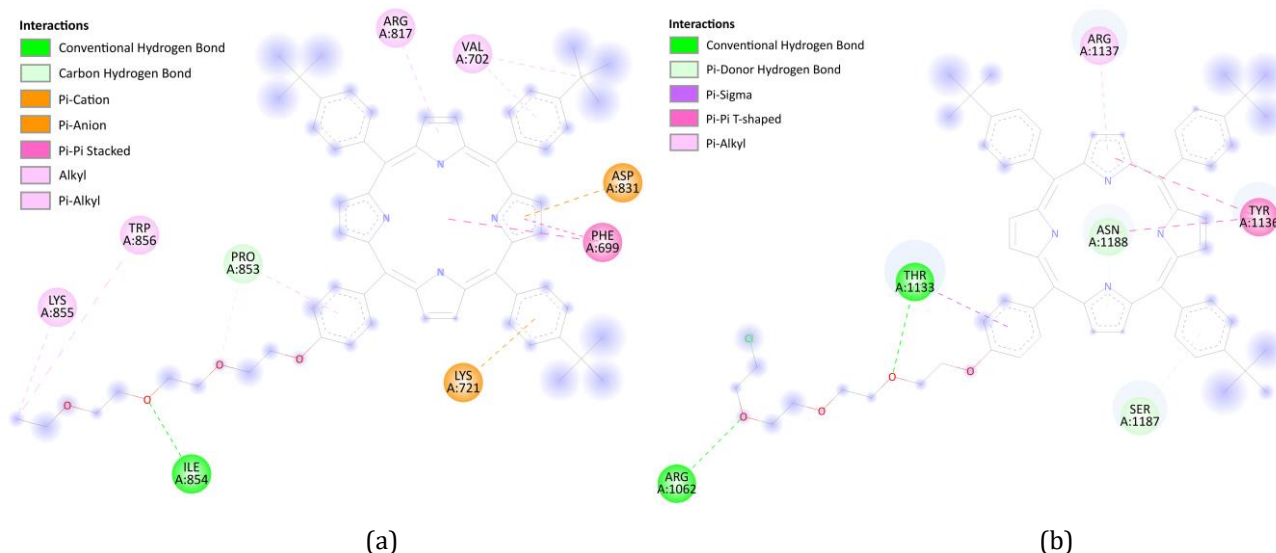 Interactions
Conventional Hydrogen Bond
Carbon Hydrogen Bond
Pi-Cation
Pi-Anion
Pi-Pi Stacked
Alkyl
Pi-Alkyl
ARG
A:817
VAL
A:702
ASP
A:831
PHE
A:699
TRP
A:856
PRO
A:853
LYS
A:855
LYS
A:721
ILE
A:854
N
N
N
N
O
O
O
O
(a)
Interactions
Conventional Hydrogen Bond
Pi-Donor Hydrogen Bond
Pi-Sigma
Pi-Pi T-shaped
Pi-Alkyl
ARG
A:1137
TYR
A:1136
ASN
A:1188
THR
A:1133
SER
A:1187
ARG
A:1062
N
N
N
N
Cl
O
O
O
O
(b)